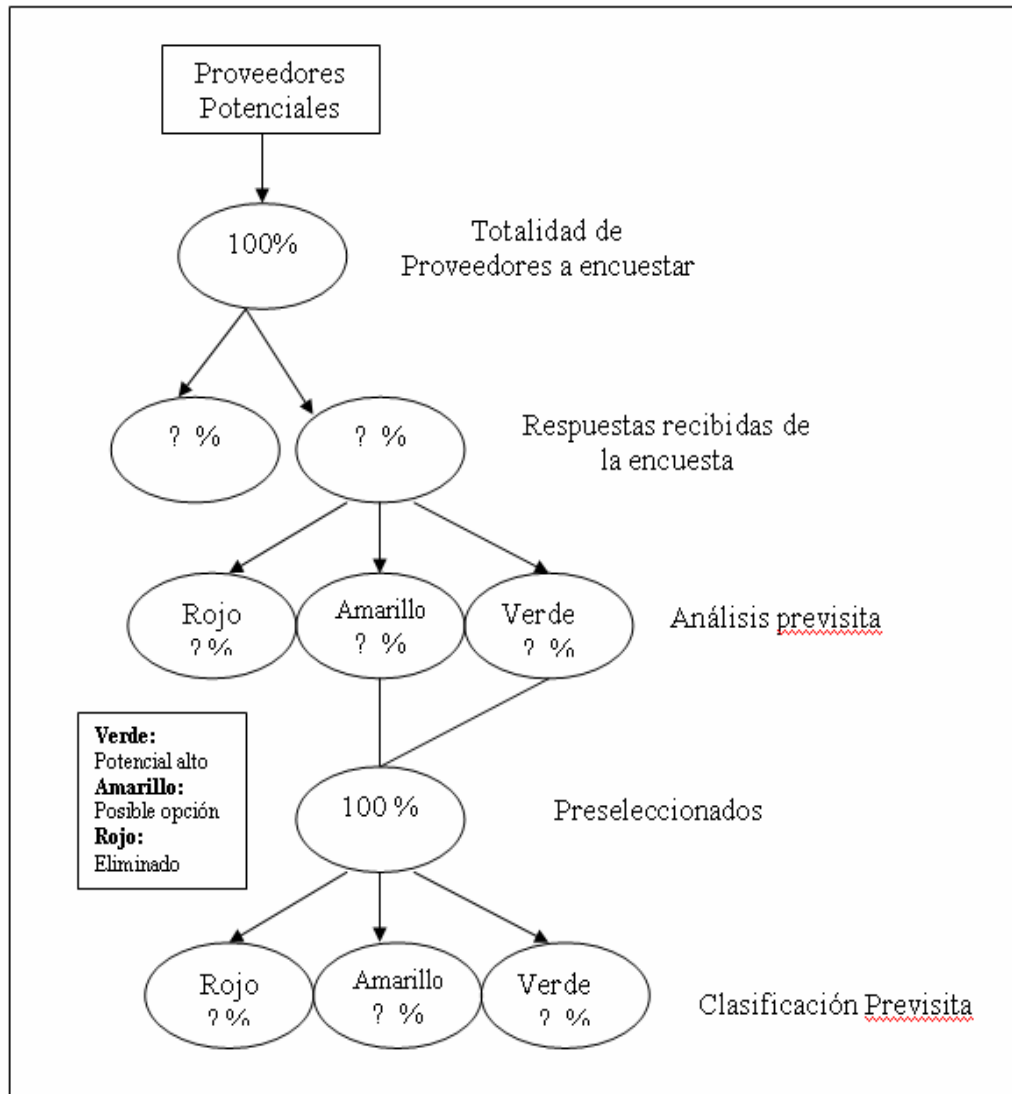 Proveedores
Potenciales
100%
Totalidad de
Proveedores a encuestar
? %
? %
Respuestas recibidas de
la encuesta
Rojo
? %
Amarillo
? %
Verde
? %
Análisis previsita
Verde:
Potencial alto
Amarillo:
Posible opción
Rojo:
Eliminado
100 %
Preseleccionados
Rojo
? %
Amarillo
? %
Verde
? %
Clasificación Previsita